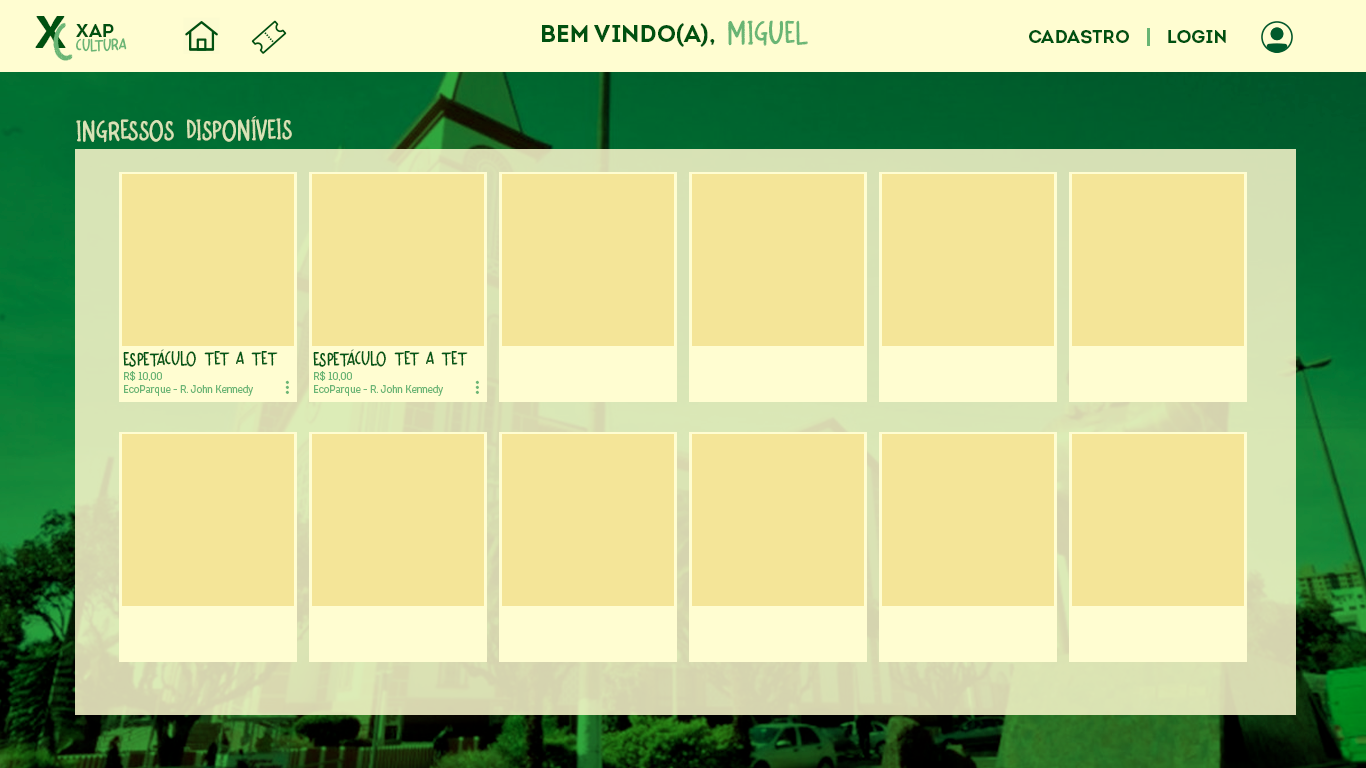 XAP
CULTURA
BEM VINDO(A), MIGUEL
CADASTRO | LOGIN
INGRESSOS DISPONÍVEIS
ESPETÁCULO TET A TET
R$ 10,00
EcoParque - R. John Kennedy
ESPETÁCULO TET A TET
R$ 10,00
EcoParque - R. John Kennedy